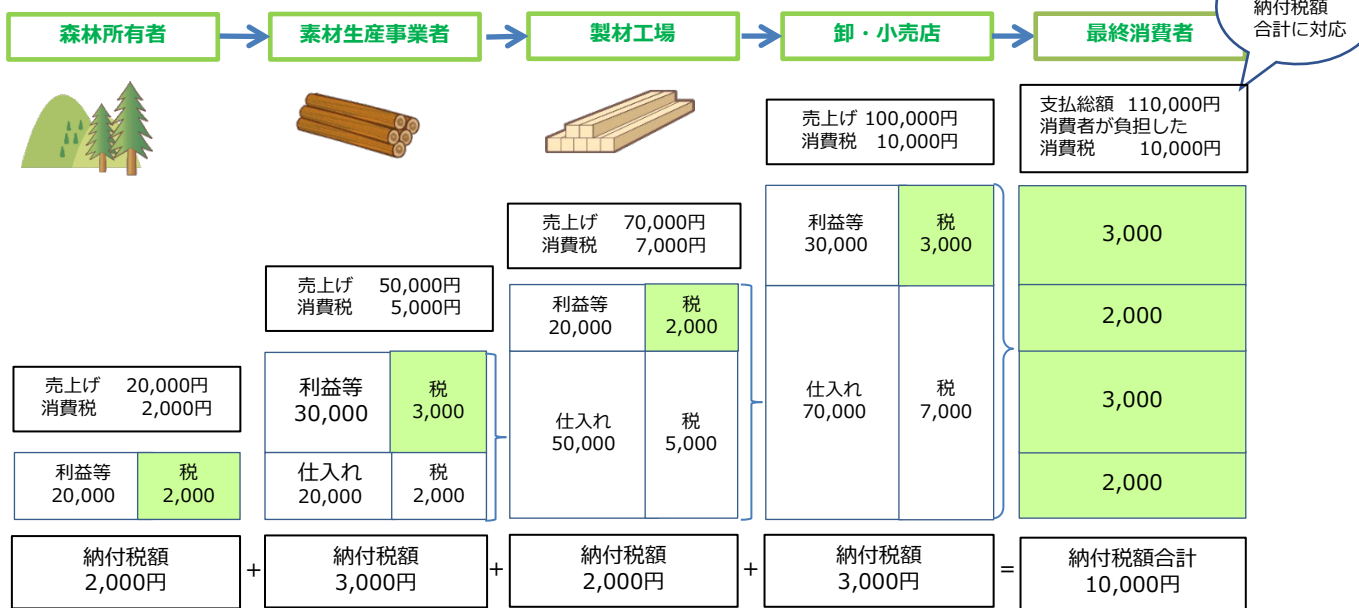 納付税額
合計に対応
森林所有者
素材生産事業者
製材工場
卸・小売店
最終消費者
売上げ 100,000円
消費税 10,000円
支払総額 110,000円
消費者が負担した
消費税 10,000円
売上げ 70,000円
消費税 7,000円
利益等
30,000
税
3,000
3,000
売上げ 50,000円
消費税 5,000円
利益等
20,000
税
2,000
2,000
売上げ 20,000円
消費税 2,000円
利益等
30,000
税
3,000
仕入れ
50,000
税
5,000
仕入れ
70,000
税
7,000
3,000
利益等
20,000
税
2,000
仕入れ
20,000
税
2,000
2,000
納付税額
2,000円
+
納付税額
3,000円
+
納付税額
2,000円
+
納付税額
3,000円
=
納付税額合計
10,000円